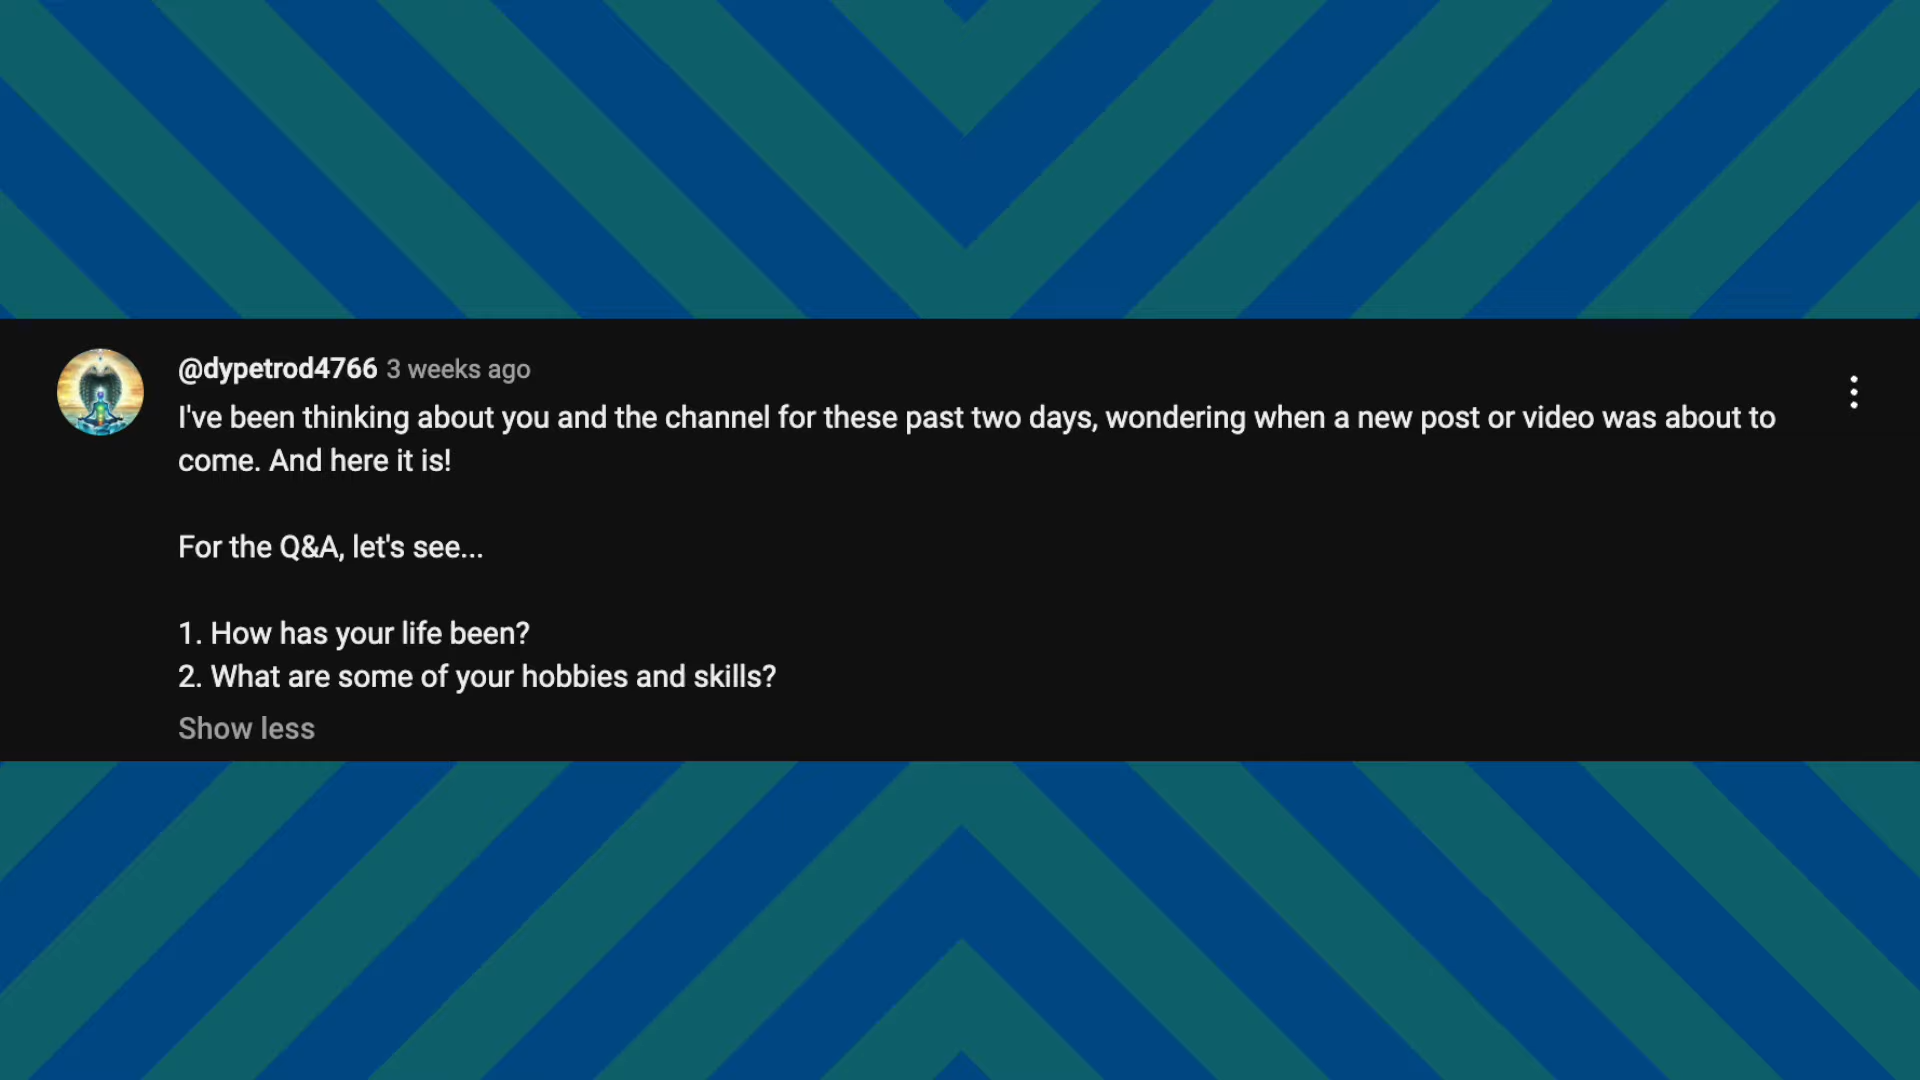 @dypetrod4766 3 weeks ago
I've been thinking about you and the channel for these past two days, wondering when a new post or video was about to
come. And here it is!
For the Q&A, let's see...
1. How has your life been?
2. What are some of your hobbies and skills?
Show less